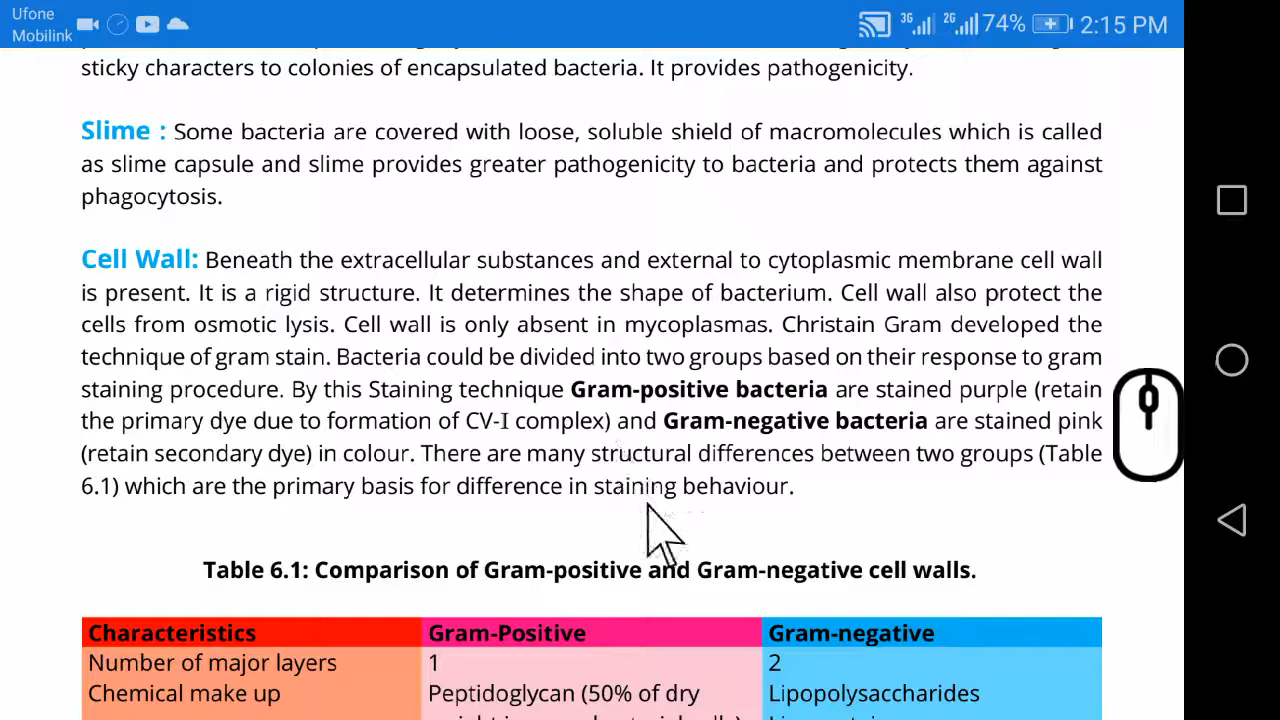 Ufone
Mobilink
3G
2G
74%
2:15 PM
sticky characters to colonies of encapsulated bacteria. It provides pathogenicity.
Slime : Some bacteria are covered with loose, soluble shield of macromolecules which is called
as slime capsule and slime provides greater pathogenicity to bacteria and protects them against
phagocytosis.
Cell Wall: Beneath the extracellular substances and external to cytoplasmic membrane cell wall
is present. It is a rigid structure. It determines the shape of bacterium. Cell wall also protect the
cells from osmotic lysis. Cell wall is only absent in mycoplasmas. Christain Gram developed the
technique of gram stain. Bacteria could be divided into two groups based on their response to gram
staining procedure. By this Staining technique Gram-positive bacteria are stained purple (retain
the primary dye due to formation of CV-I complex) and Gram-negative bacteria are stained pink
(retain secondary dye) in colour. There are many structural differences between two groups (Table
6.1) which are the primary basis for difference in staining behaviour.
Table 6.1: Comparison of Gram-positive and Gram-negative cell walls.
Characteristics Gram-Positive Gram-negative
Number of major layers 1 2
Chemical make up Peptidoglycan (50% of dry Lipopolysaccharides